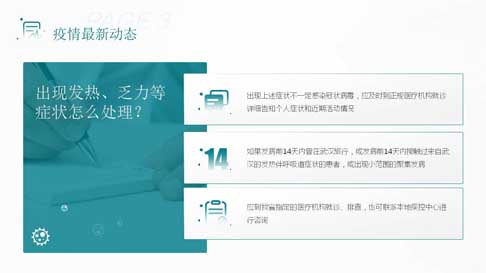 PAGE 3
疫情最新动态
出现发热、乏力等
症状怎么处理？
出现上述症状不一定感染冠状病毒，应及时到正规医疗机构就诊
详细告知个人症状和近期活动情况
14
如果发病前14天内曾在武汉旅行，或发病前14天内接触过来自武
汉的发热伴呼吸道症状的患者，或出现小范围的聚集发病
应到我省指定的医疗机构就诊、排查，也可联系本地疾控中心进
行咨询